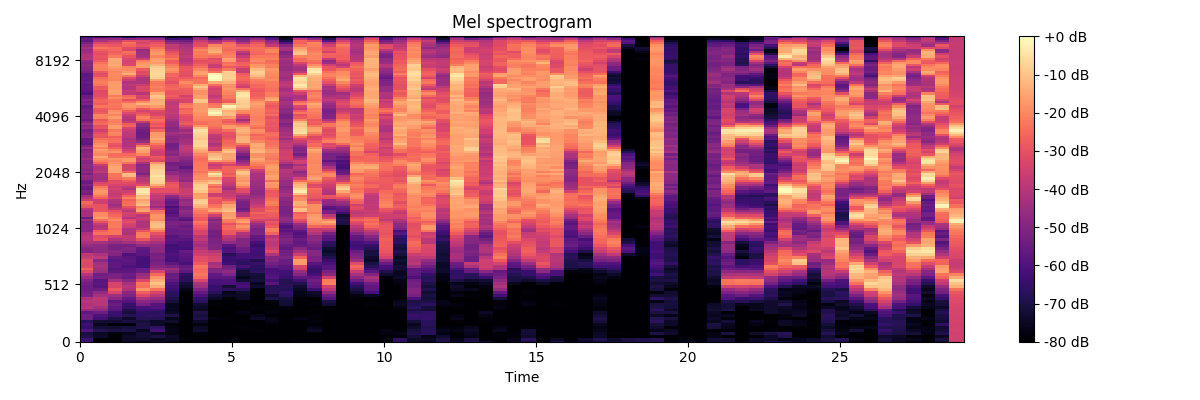 Mel spectrogram
Hz
8192
4096
2048
1024
512
0
0 5 10 15 20 25
Time
+0 dB
-10 dB
-20 dB
-30 dB
-40 dB
-50 dB
-60 dB
-70 dB
-80 dB